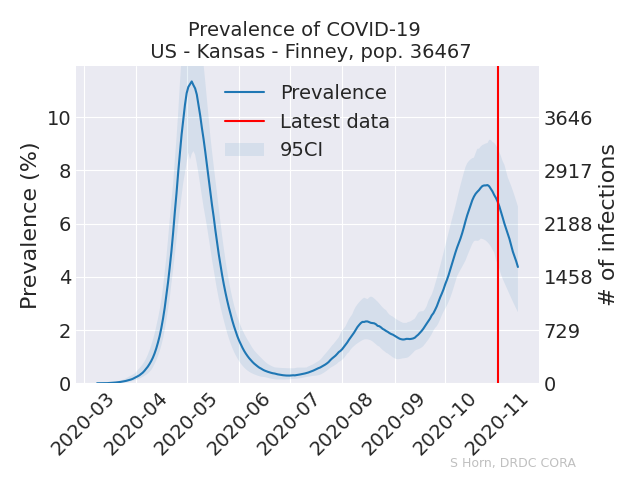 Prevalence of COVID-19
US - Kansas - Finney, pop. 36467
Prevalence
Latest data
95CI
Prevalence (%)
10
8
6
4
2
0
3646
2917
2188
1458
729
0
# of infections
2020-03
2020-04
2020-05
2020-06
2020-07
2020-08
2020-09
2020-10
2020-11
S Horn, DRDC CORA